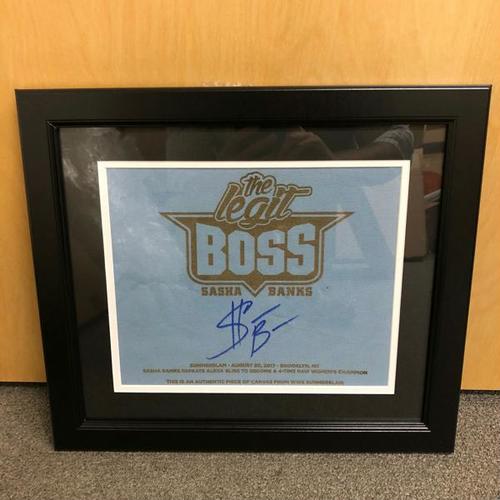 the
legit
BOSS
SASHA BANKS
$B
SUMMERSLAM • AUGUST 20, 2017 • BROOKLYN, NY
SASHA BANKS DEFEATS ALEXA BLISS TO BECOME A 4-TIME RAW WOMEN'S CHAMPION
THIS IS AN AUTHENTIC PIECE OF CANVAS FROM WWE SUMMERSLAM.